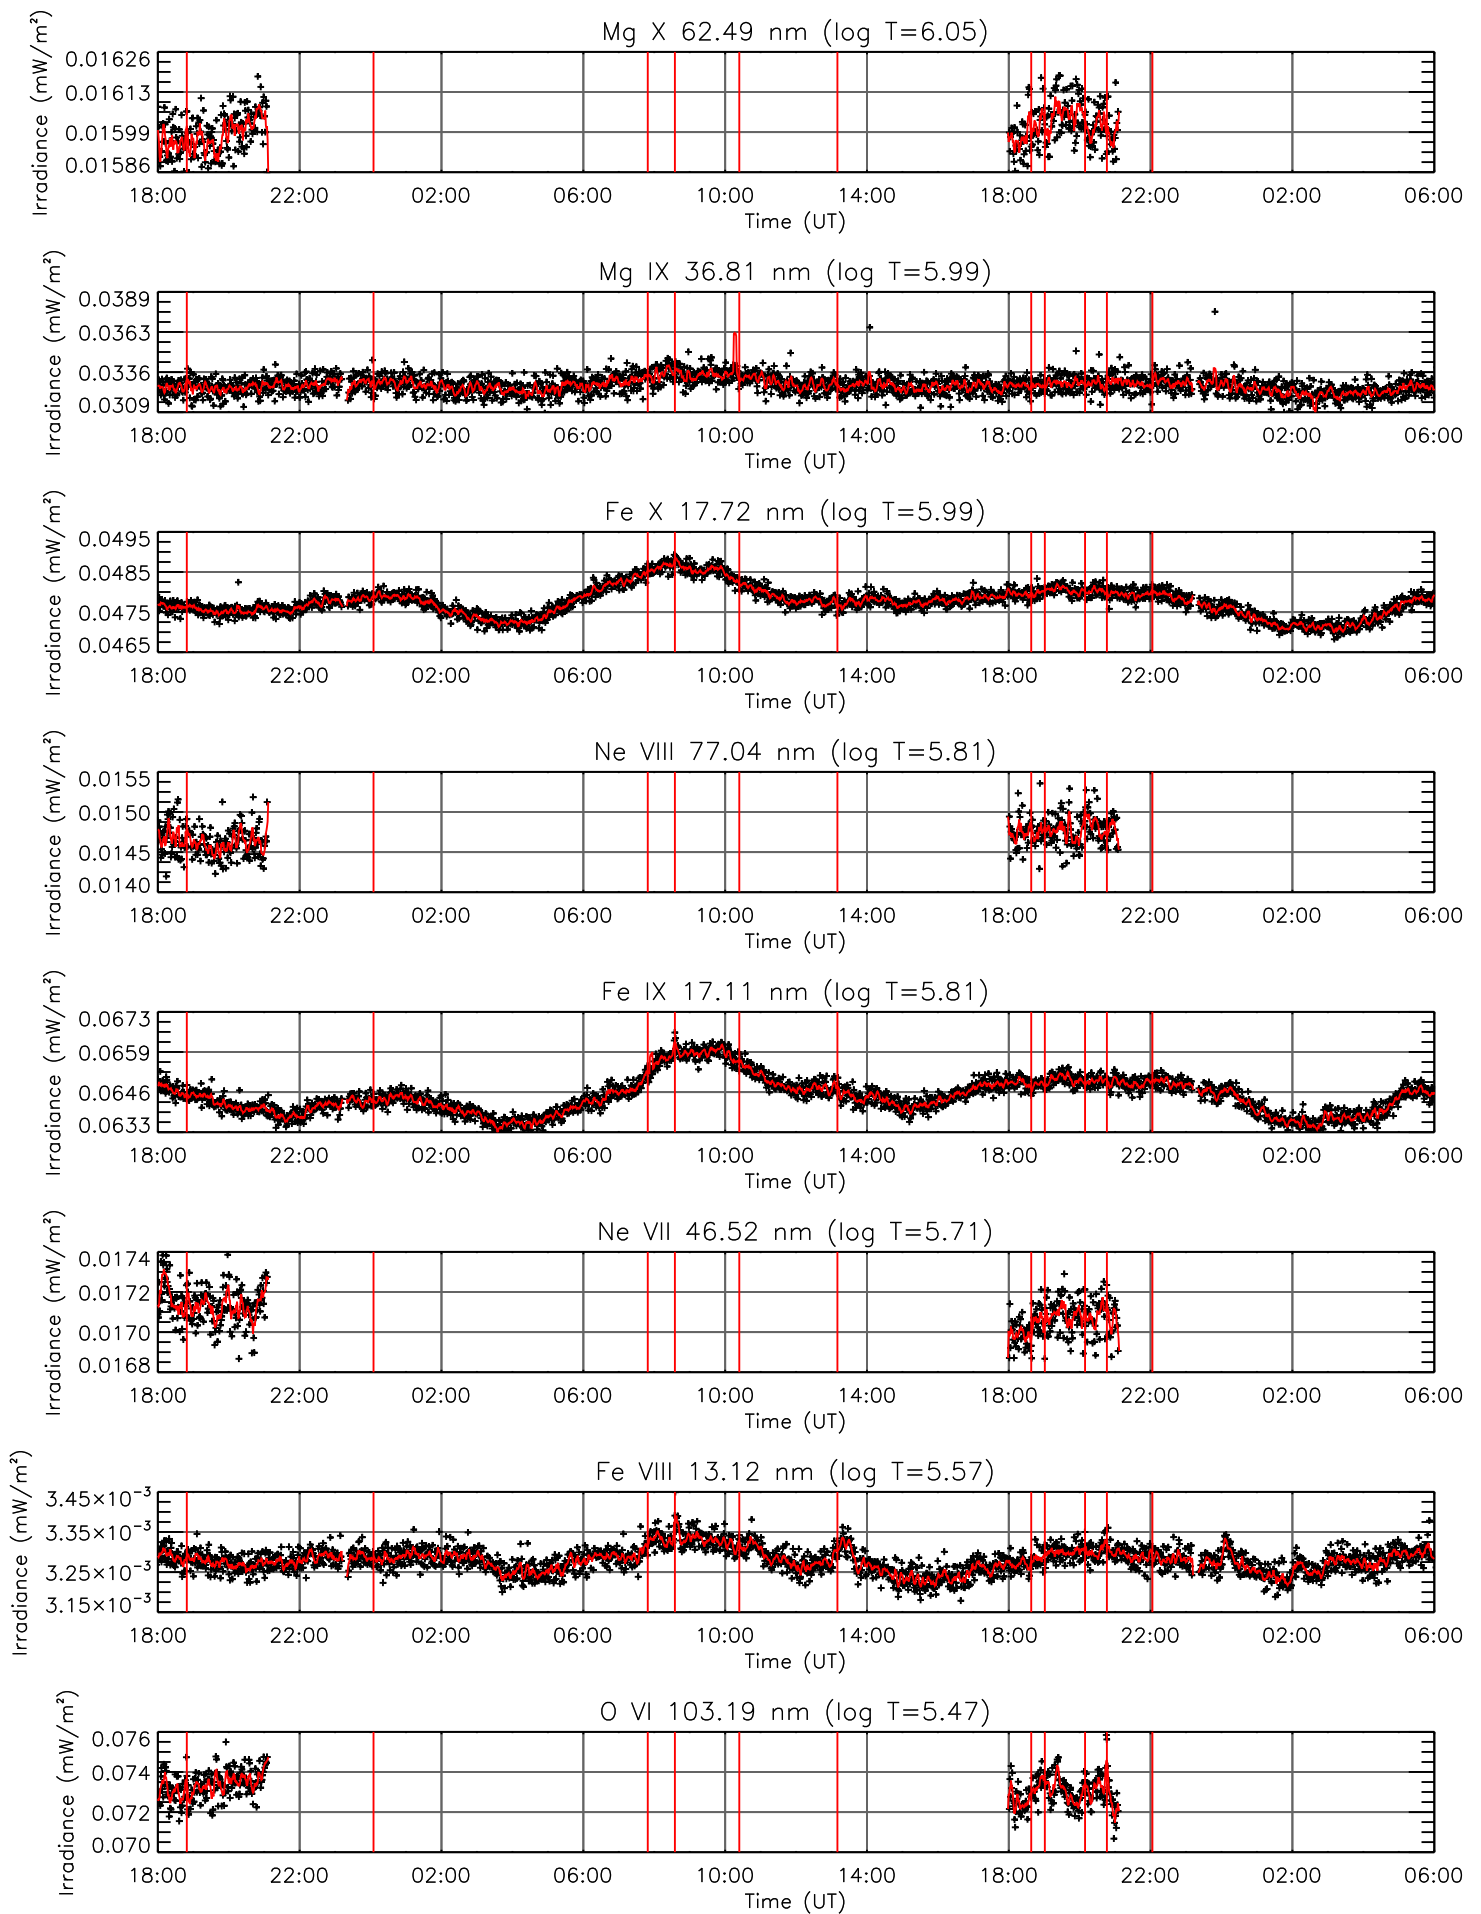 Mg X 62.49 nm (log T=6.05)
Irradiance (mW/m²)
0.01626
0.01613
0.01599
0.01586
18:00 22:00 02:00 06:00 10:00 14:00 18:00 22:00 02:00 06:00
Time (UT)
Mg IX 36.81 nm (log T=5.99)
Irradiance (mW/m²)
0.0389
0.0363
0.0336
0.0309
18:00 22:00 02:00 06:00 10:00 14:00 18:00 22:00 02:00 06:00
Time (UT)
Fe X 17.72 nm (log T=5.99)
Irradiance (mW/m²)
0.0495
0.0485
0.0475
0.0465
18:00 22:00 02:00 06:00 10:00 14:00 18:00 22:00 02:00 06:00
Time (UT)
Ne VIII 77.04 nm (log T=5.81)
Irradiance (mW/m²)
0.0155
0.0150
0.0145
0.0140
18:00 22:00 02:00 06:00 10:00 14:00 18:00 22:00 02:00 06:00
Time (UT)
Fe IX 17.11 nm (log T=5.81)
Irradiance (mW/m²)
0.0673
0.0659
0.0646
0.0633
18:00 22:00 02:00 06:00 10:00 14:00 18:00 22:00 02:00 06:00
Time (UT)
Ne VII 46.52 nm (log T=5.71)
Irradiance (mW/m²)
0.0174
0.0172
0.0170
0.0168
18:00 22:00 02:00 06:00 10:00 14:00 18:00 22:00 02:00 06:00
Time (UT)
Fe VIII 13.12 nm (log T=5.57)
Irradiance (mW/m²)
3.45×10⁻³
3.35×10⁻³
3.25×10⁻³
3.15×10⁻³
18:00 22:00 02:00 06:00 10:00 14:00 18:00 22:00 02:00 06:00
Time (UT)
O VI 103.19 nm (log T=5.47)
Irradiance (mW/m²)
0.076
0.074
0.072
0.070
18:00 22:00 02:00 06:00 10:00 14:00 18:00 22:00 02:00 06:00
Time (UT)